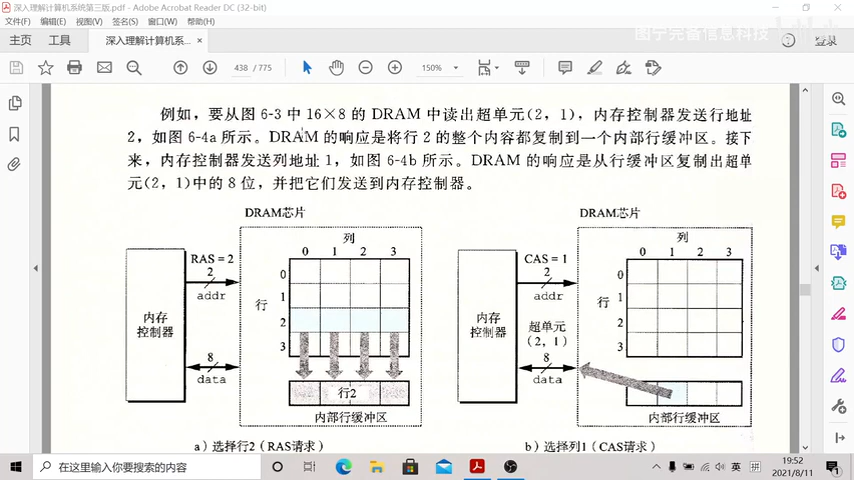 深入理解计算机系统第三版.pdf - Adobe Acrobat Reader DC (32-bit)
文件(F) 编辑(E) 视图(V) 签名(S) 窗口(W) 帮助(H)
主页 工具 深入理解计算机系... × 登录
图宁完备信息科技 bilibili
438 / 775 150%
例如，要从图 6-3 中 16×8 的 DRAM 中读出超单元(2, 1)，内存控制器发送行地址
2，如图 6-4a 所示。DRAM 的响应是将行 2 的整个内容都复制到一个内部行缓冲区。接下
来，内存控制器发送列地址 1，如图 6-4b 所示。DRAM 的响应是从行缓冲区复制出超单
元(2, 1)中的 8 位，并把它们发送到内存控制器。
DRAM芯片
列
0 1 2 3
RAS = 2
2
addr
行
0
1
2
3
内存
控制器
8
data
行2
内部行缓冲区
a）选择行2（RAS请求）
DRAM芯片
列
0 1 2 3
CAS = 1
2
addr
行
0
1
2
3
内存
控制器
超单元
(2, 1)
8
data
内部行缓冲区
b）选择列1（CAS请求）
在这里输入你要搜索的内容
英 拼
19:52
2021/8/11